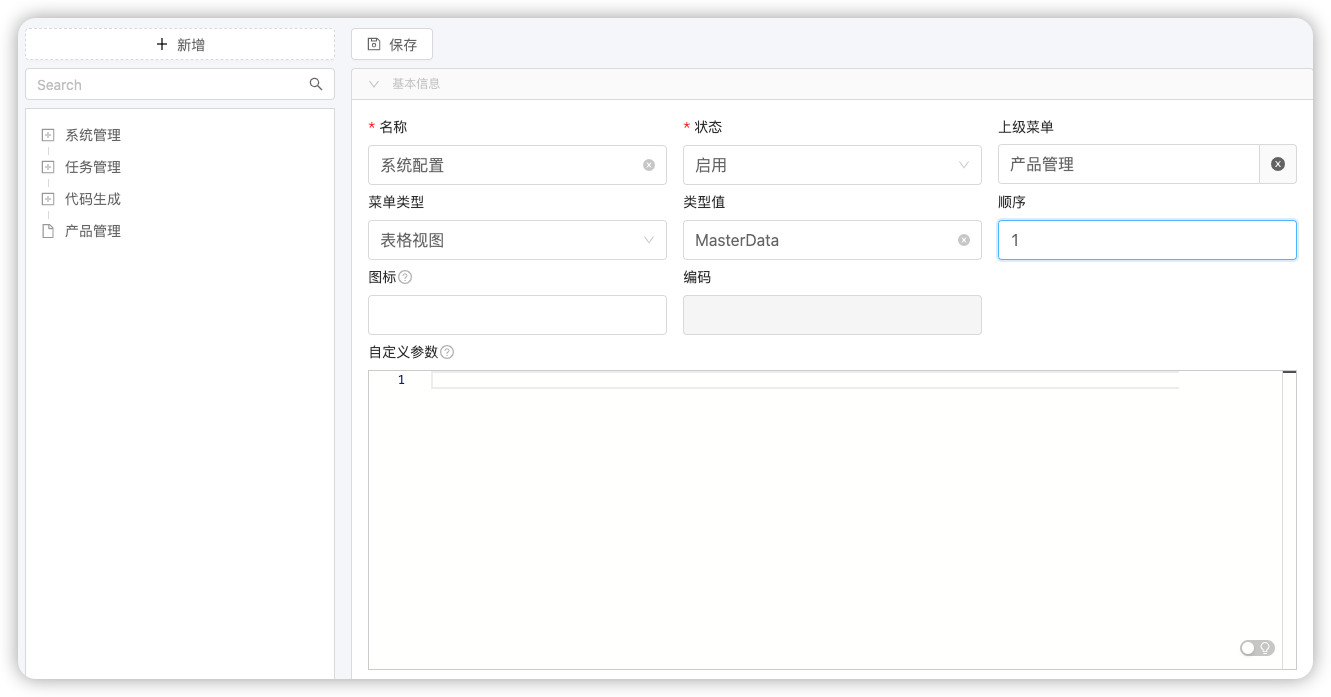 新增
保存
Search
系统管理
任务管理
代码生成
产品管理
基本信息
* 名称
* 状态
上级菜单
系统配置
启用
产品管理
菜单类型
类型值
顺序
表格视图
MasterData
1
图标
编码
自定义参数
1